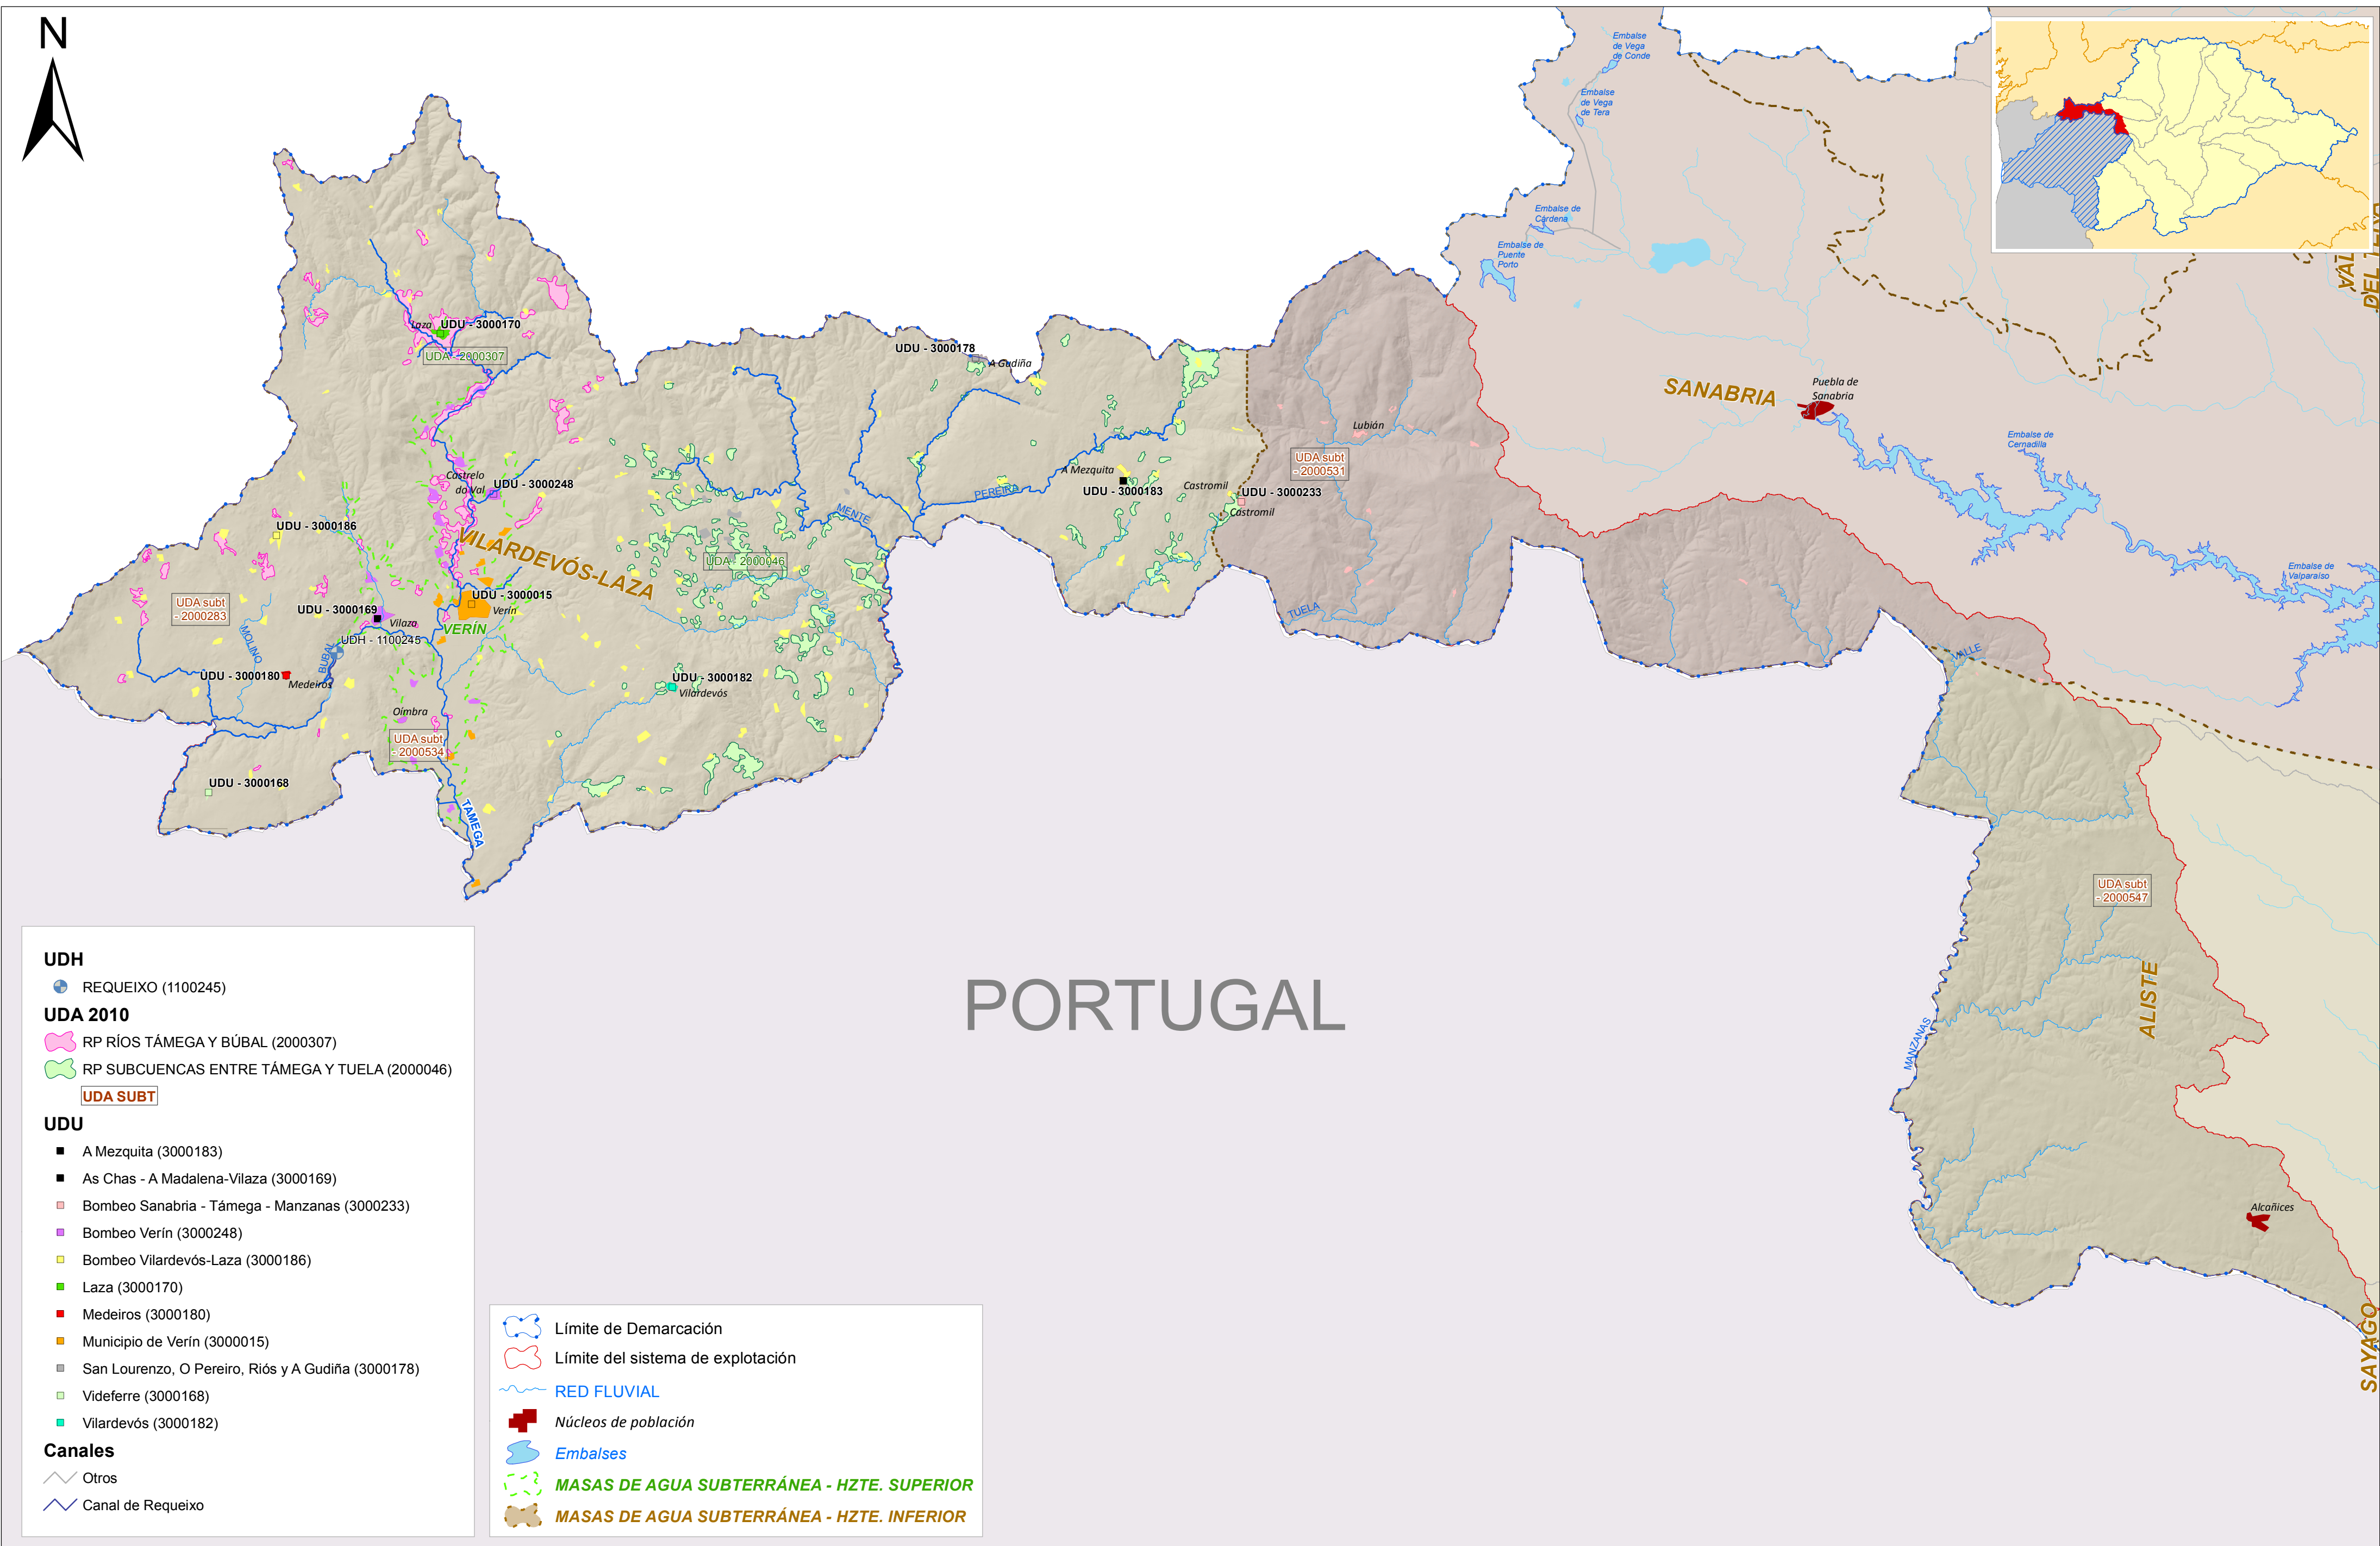 N
Embalse
de Vega
de Conde
Embalse
de Vega
de Tera
Embalse de
Cárdena
Embalse de
Puente
Porto
VAL
DEL TERA
Laza
UDU - 3000170
UDA - 2000307
UDU - 3000178
A Gudiña
SANABRIA
Puebla de
Sanabria
Embalse de
Cernadilla
Embalse de
Valparaiso
Lubián
UDA subt
- 2000531
Castrelo
do Val
UDU - 3000248
A Mezquita
UDU - 3000183
PEREIRA
MENTE
Castromil
UDU - 3000233
Castromil
UDU - 3000186
VILARDEVÓS-LAZA
UDA - 2000046
UDA subt
- 2000283
UDU - 3000169
Vilaza
UDU - 3000015
Verín
VERÍN
UDH - 1100245
MOLINO
BUBAL
TUELA
VALLE
UDU - 3000180
Medeiros
UDU - 3000182
Vilardevós
Oímbra
UDA subt
- 2000534
UDU - 3000168
TAMEGA
UDA subt
- 2000547
ALISTE
MANZANAS
Alcañices
SAYAGO
PORTUGAL
UDH
REQUEIXO (1100245)
UDA 2010
RP RÍOS TÁMEGA Y BÚBAL (2000307)
RP SUBCUENCAS ENTRE TÁMEGA Y TUELA (2000046)
UDA SUBT
UDU
A Mezquita (3000183)
As Chas - A Madalena-Vilaza (3000169)
Bombeo Sanabria - Támega - Manzanas (3000233)
Bombeo Verín (3000248)
Bombeo Vilardevós-Laza (3000186)
Laza (3000170)
Medeiros (3000180)
Municipio de Verín (3000015)
San Lourenzo, O Pereiro, Riós y A Gudiña (3000178)
Videferre (3000168)
Vilardevós (3000182)
Canales
Otros
Canal de Requeixo
Límite de Demarcación
Límite del sistema de explotación
RED FLUVIAL
Núcleos de población
Embalses
MASAS DE AGUA SUBTERRÁNEA - HZTE. SUPERIOR
MASAS DE AGUA SUBTERRÁNEA - HZTE. INFERIOR